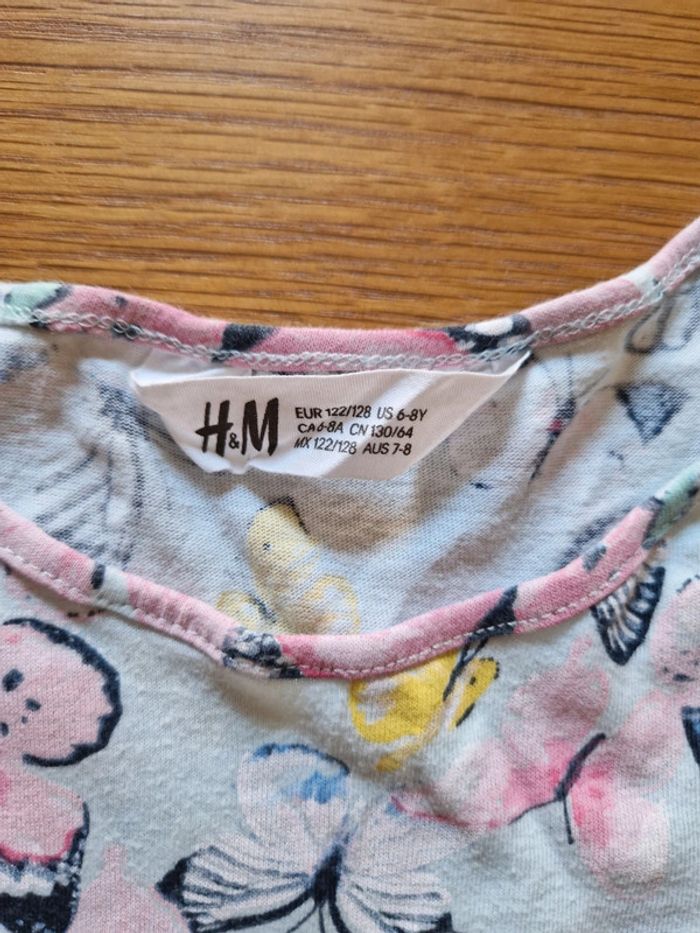 H&M
EUR 122/128 US 6-8Y
CA 6-8A CN 130/64
MX 122/128 AUS 7-8